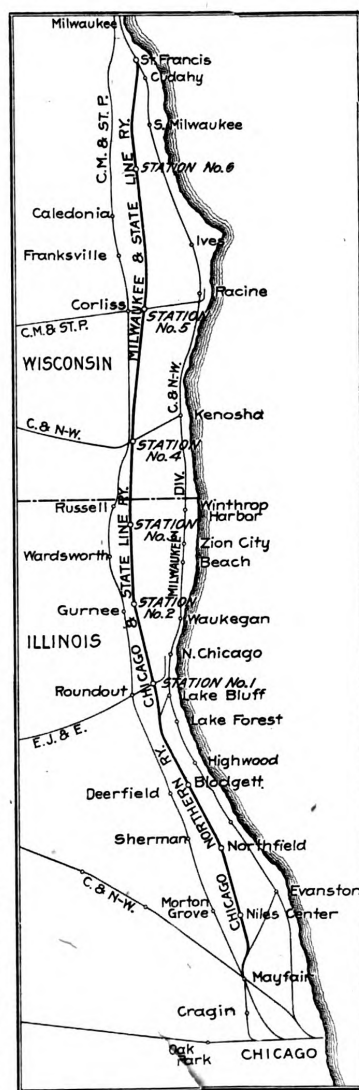 Milwaukee
St. Francis
Cudahy
C.M. & ST. P.
S. Milwaukee
MILWAUKEE & STATE LINE RY.
STATION No. 6
Caledonia
Ives
Franksville
Racine
Corliss
STATION
No. 5
C.M. & ST. P.
WISCONSIN
C. & N-W.
Kenosha
C. & N-W.
STATION
No. 4
MILWAUKEE DIV.
Russell
Winthrop
Harbor
STATION
No. 3
Zion City
Wardsworth
Beach
CHICAGO & STATE LINE RY.
Gurnee
STATION
No. 2
Waukegan
ILLINOIS
N. Chicago
STATION No. 1
Roundout
Lake Bluff
Lake Forest
E.J. & E.
Highwood
Blodgett
Deerfield
CHICAGO NORTHERN RY.
Sherman
Northfield
C. & N-W.
Evanston
Morton
Grove
Niles Center
Mayfair
Cragin
Oak
Park
CHICAGO